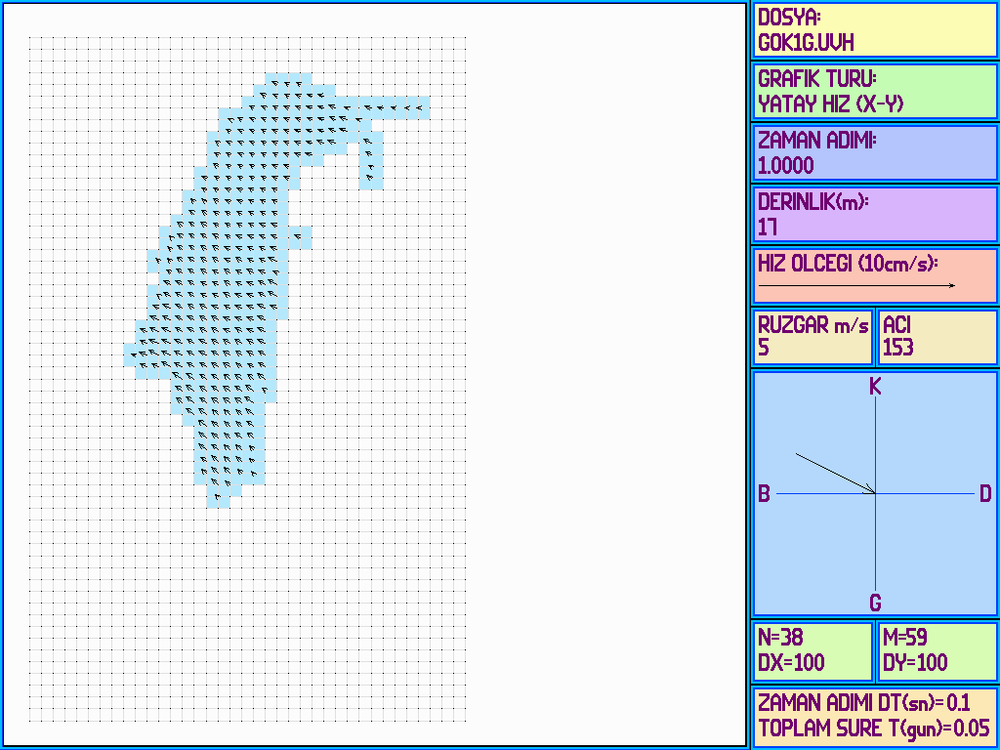 DOSYA:
GOK1G.UVH
GRAFIK TURU:
YATAY HIZ (X-Y)
ZAMAN ADIMI:
1.0000
DERINLIK(m):
17
HIZ OLCEGI (10cm/s):
RUZGAR m/s
5
ACI
153
K
B
D
G
N=38
DX=100
M=59
DY=100
ZAMAN ADIMI DT(sn)=0.1
TOPLAM SURE T(gun)=0.05